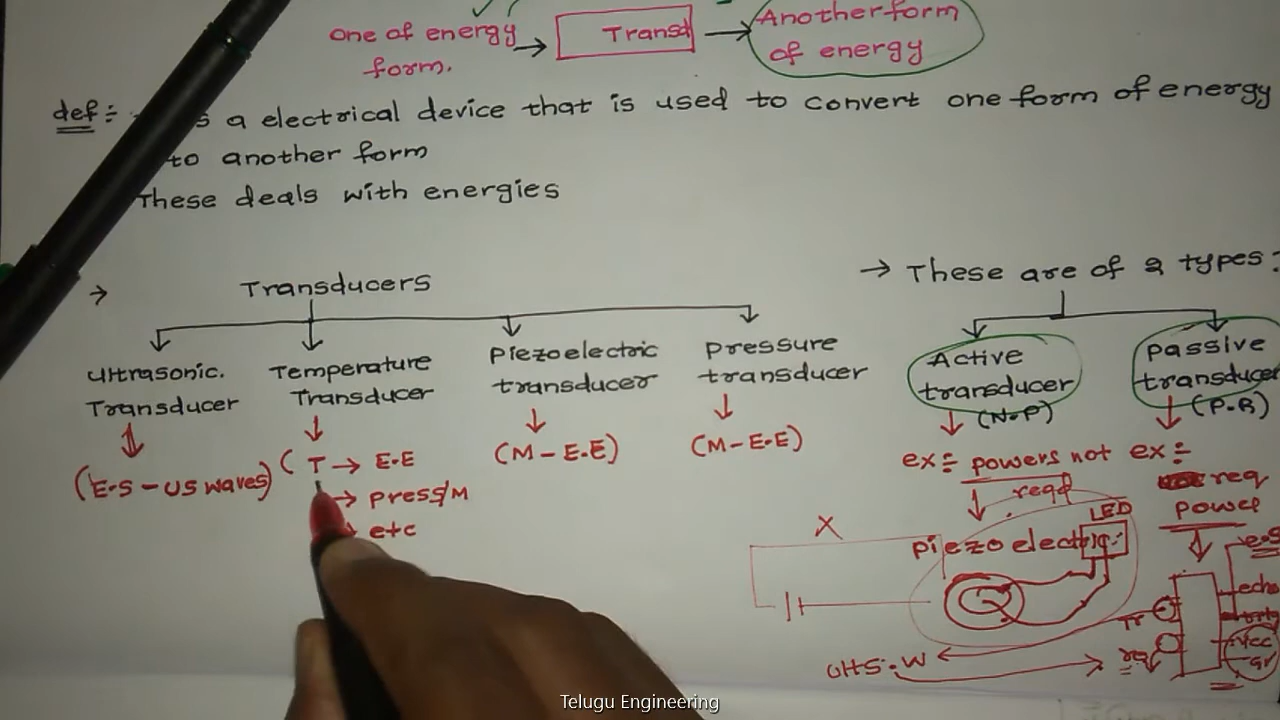 one of energy
form.
Transd
Another form
of energy
def:- a electrical device that is used to convert one form of energy
to another form
These deals with energies
→ Transducers
Ultrasonic.
Transducer
(E.S - US waves)
Temperature
Transducer
( T → E.E
→ press/M
etc
Piezoelectric
transducer
(M - E.E)
pressure
transducer
(M - E.E)
→ These are of 2 types:
Active
transducer
(N.P)
ex:- powers not
reqd
piezo electric
LED
X
passive
transducer
(P.R)
ex:-
req
power
e.s
echo
Vcc
Tr
Telugu Engineering